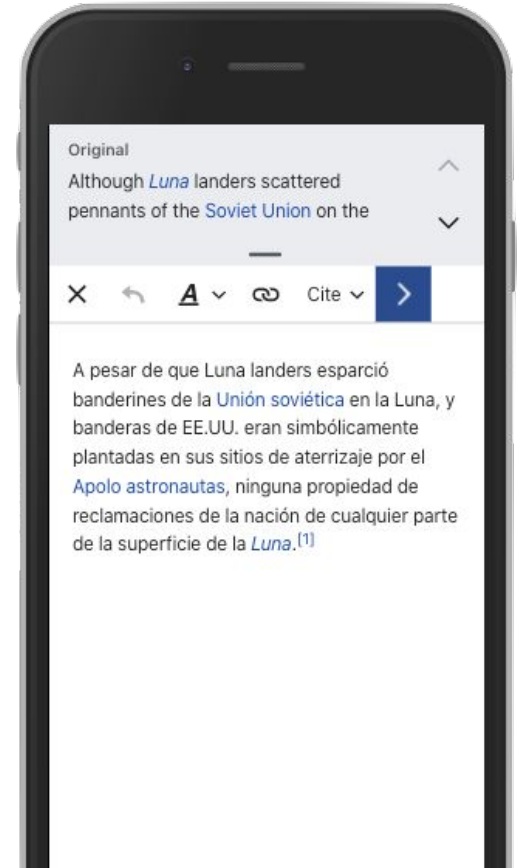 Original
Although Luna landers scattered
pennants of the Soviet Union on the
A Cite
A pesar de que Luna landers esparció
banderines de la Unión soviética en la Luna, y
banderas de EE.UU. eran simbólicamente
plantadas en sus sitios de aterrizaje por el
Apolo astronautas, ninguna propiedad de
reclamaciones de la nación de cualquier parte
de la superficie de la Luna.[1]